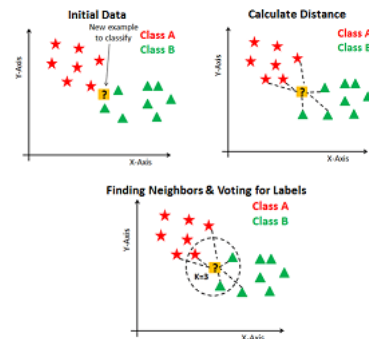 Initial Data
New example
to classify
Class A
Class B
Y-Axis
?
X-Axis
Calculate Distance
Class A
Class B
Y-Axis
?
X-Axis
Finding Neighbors & Voting for Labels
Class A
Class B
Y-Axis
?
K=3
X-Axis